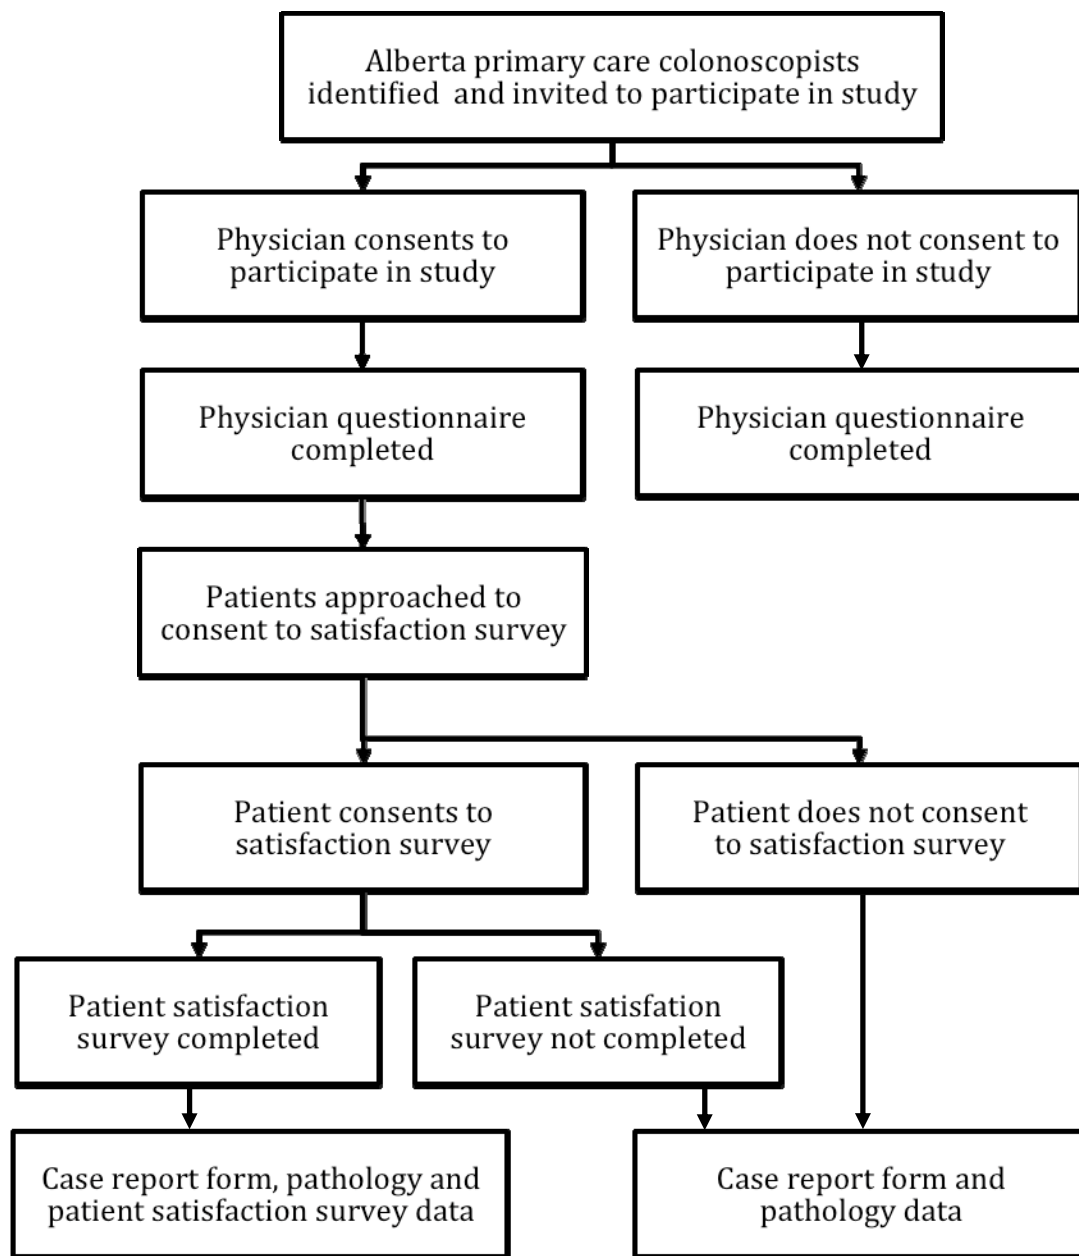 Alberta primary care colonoscopists
identified and invited to participate in study
Physician consents to
participate in study
Physician does not consent to
participate in study
Physician questionnaire
completed
Physician questionnaire
completed
Patients approached to
consent to satisfaction survey
Patient consents to
satisfaction survey
Patient does not consent
to satisfaction survey
Patient satisfaction
survey completed
Patient satisfation
survey not completed
Case report form, pathology and
patient satisfaction survey data
Case report form and
pathology data